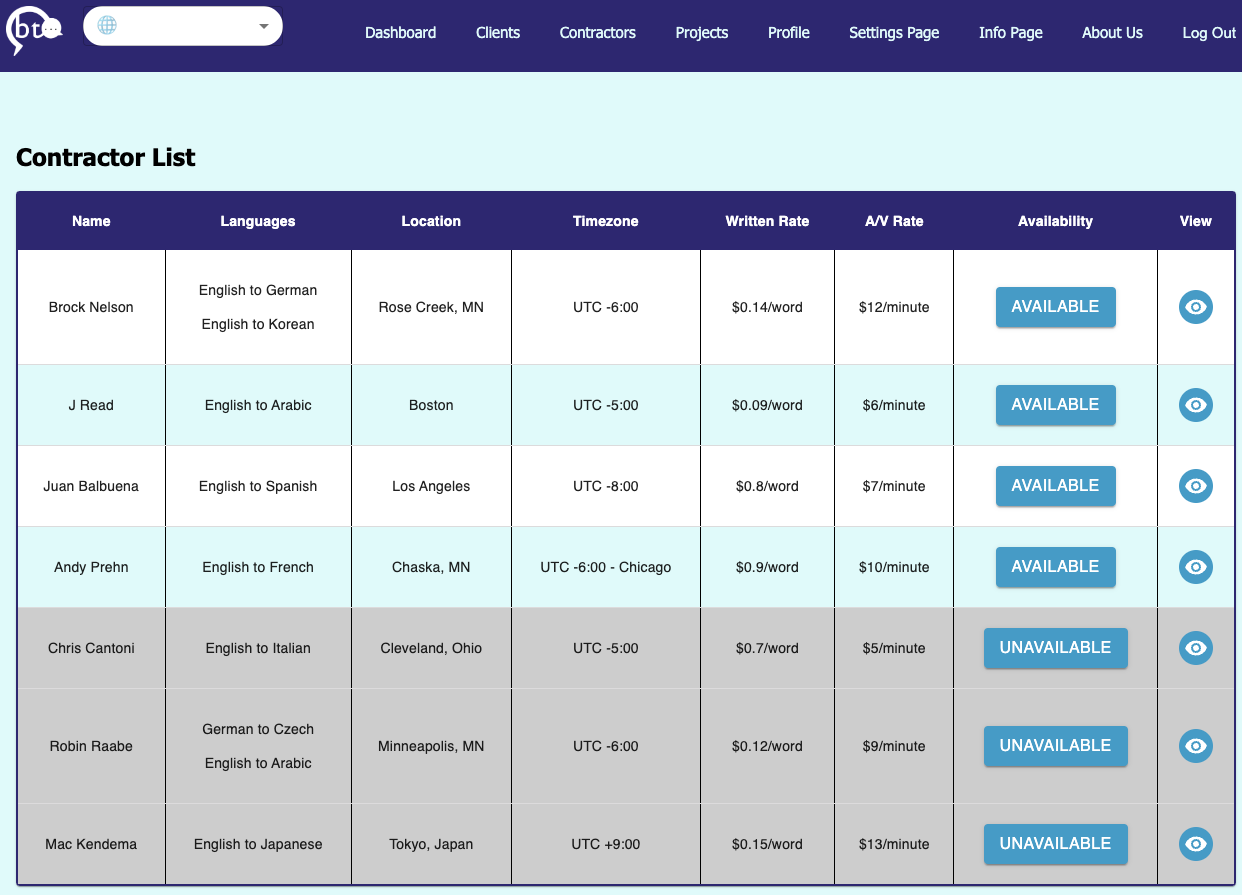 bt
Dashboard Clients Contractors Projects Profile Settings Page Info Page About Us Log Out
Contractor List
Name Languages Location Timezone Written Rate A/V Rate Availability View
Brock Nelson English to German English to Korean Rose Creek, MN UTC -6:00 $0.14/word $12/minute AVAILABLE
J Read English to Arabic Boston UTC -5:00 $0.09/word $6/minute AVAILABLE
Juan Balbuena English to Spanish Los Angeles UTC -8:00 $0.8/word $7/minute AVAILABLE
Andy Prehn English to French Chaska, MN UTC -6:00 - Chicago $0.9/word $10/minute AVAILABLE
Chris Cantoni English to Italian Cleveland, Ohio UTC -5:00 $0.7/word $5/minute UNAVAILABLE
Robin Raabe German to Czech English to Arabic Minneapolis, MN UTC -6:00 $0.12/word $9/minute UNAVAILABLE
Mac Kendema English to Japanese Tokyo, Japan UTC +9:00 $0.15/word $13/minute UNAVAILABLE